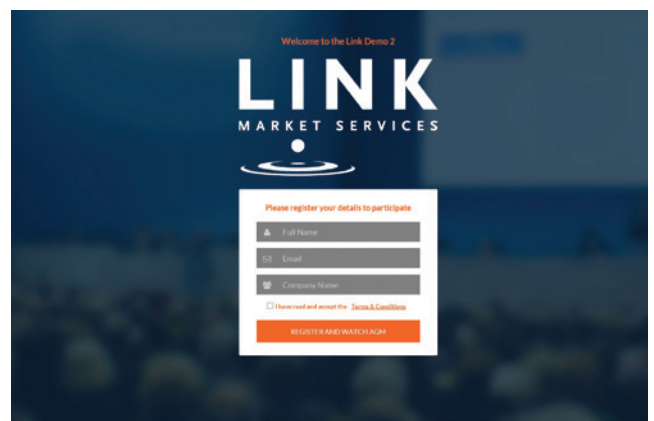 Welcome to the Link Demo 2
LINK
MARKET SERVICES
Please register your details to participate
Full Name
Email
Company Name
I have read and accept the Terms & Conditions
REGISTER AND WATCH AGM